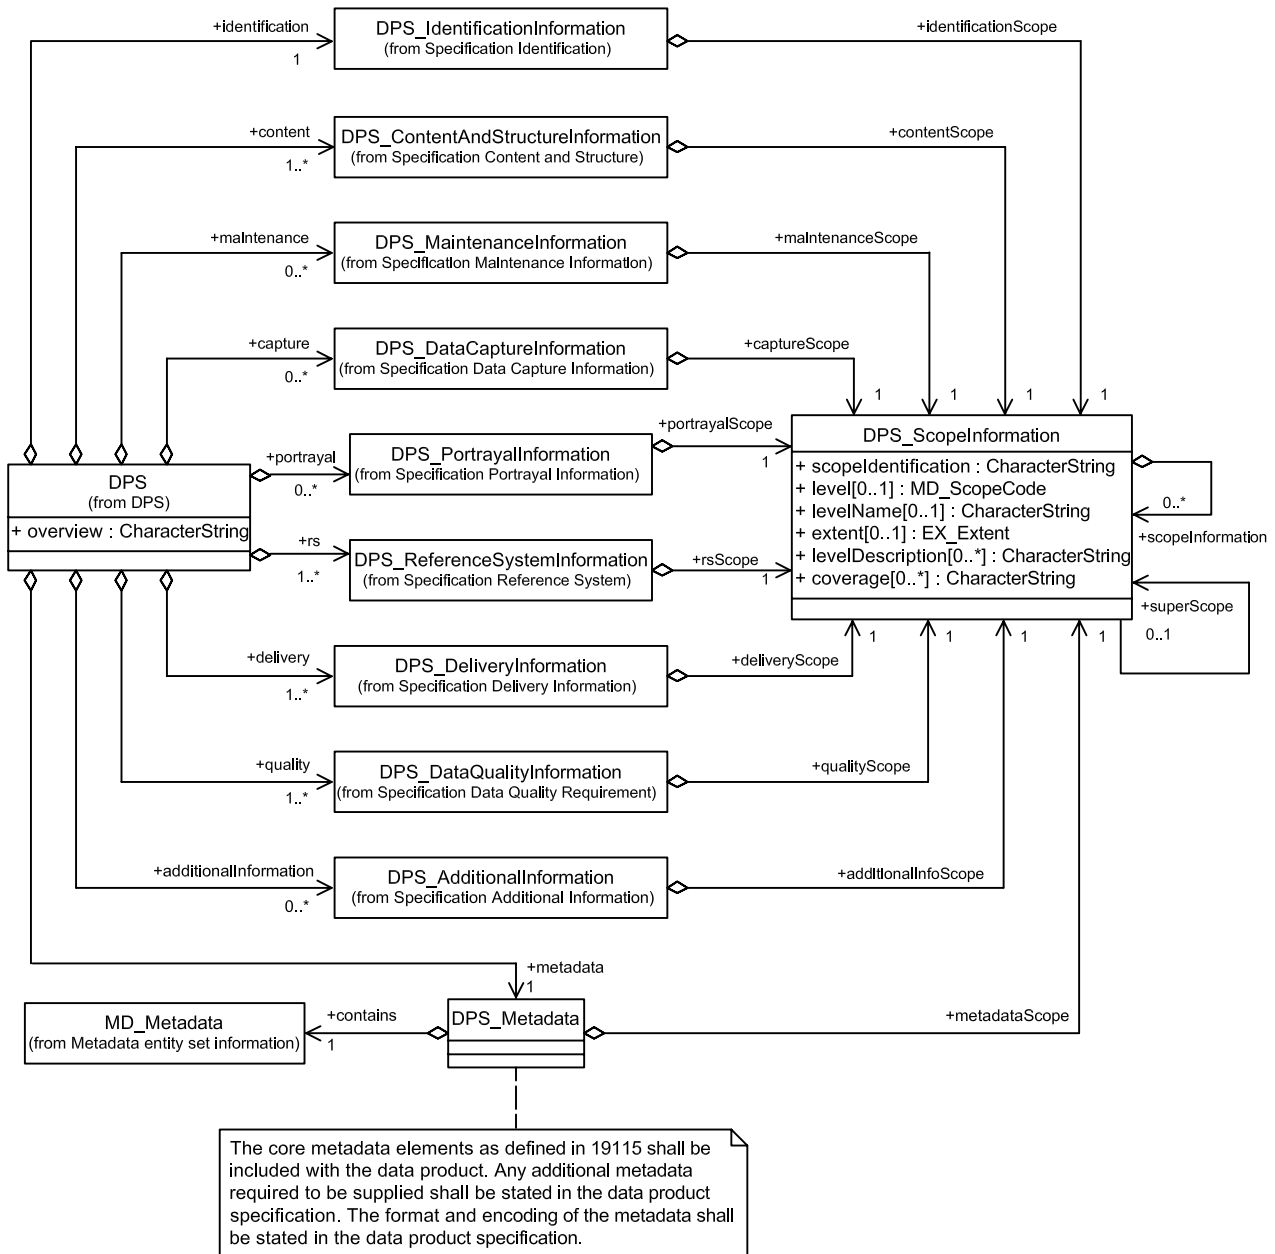 +identification
1
DPS_IdentificationInformation
(from Specification Identification)
+identificationScope
1
+content
1..*
DPS_ContentAndStructureInformation
(from Specification Content and Structure)
+contentScope
1
+maintenance
0..*
DPS_MaintenanceInformation
(from Specification Maintenance Information)
+maintenanceScope
1
+capture
0..*
DPS_DataCaptureInformation
(from Specification Data Capture Information)
+captureScope
1
DPS
(from DPS)
+ overview : CharacterString
+portrayal
0..*
DPS_PortrayalInformation
(from Specification Portrayal Information)
+portrayalScope
1
+rs
1..*
DPS_ReferenceSystemInformation
(from Specification Reference System)
+rsScope
1
DPS_ScopeInformation
+ scopeIdentification : CharacterString
+ level[0..1] : MD_ScopeCode
+ levelName[0..1] : CharacterString
+ extent[0..1] : EX_Extent
+ levelDescription[0..*] : CharacterString
+ coverage[0..*] : CharacterString
0..*
+scopeInformation
+superScope
0..1
+delivery
1..*
DPS_DeliveryInformation
(from Specification Delivery Information)
+deliveryScope
1
+quality
1..*
DPS_DataQualityInformation
(from Specification Data Quality Requirement)
+qualityScope
1
+additionalInformation
0..*
DPS_AdditionalInformation
(from Specification Additional Information)
+additionalInfoScope
1
+metadata
1
MD_Metadata
(from Metadata entity set information)
+contains
1
DPS_Metadata
+metadataScope
1
The core metadata elements as defined in 19115 shall be
included with the data product. Any additional metadata
required to be supplied shall be stated in the data product
specification. The format and encoding of the metadata shall
be stated in the data product specification.